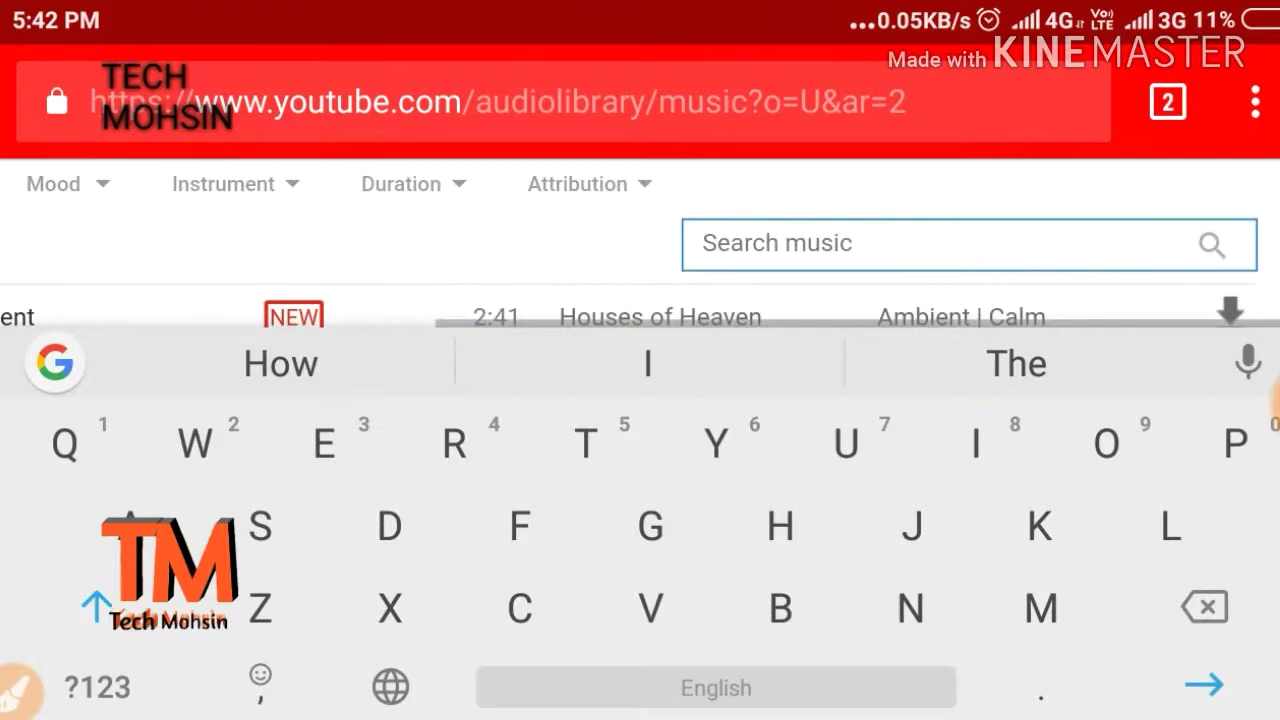 5:42 PM
...0.05KB/s 4G VoLTE 3G 11%
Made with KINEMASTER
TECH
MOHSIN
https://www.youtube.com/audiolibrary/music?o=U&ar=2
2
Mood Instrument Duration Attribution
Search music
ent NEW 2:41 Houses of Heaven Ambient | Calm
How I The
1 2 3 4 5 6 7 8 9 0
Q W E R T Y U I O P
S D F G H J K L
TM
Tech Mohsin
Z X C V B N M
?123 , English .